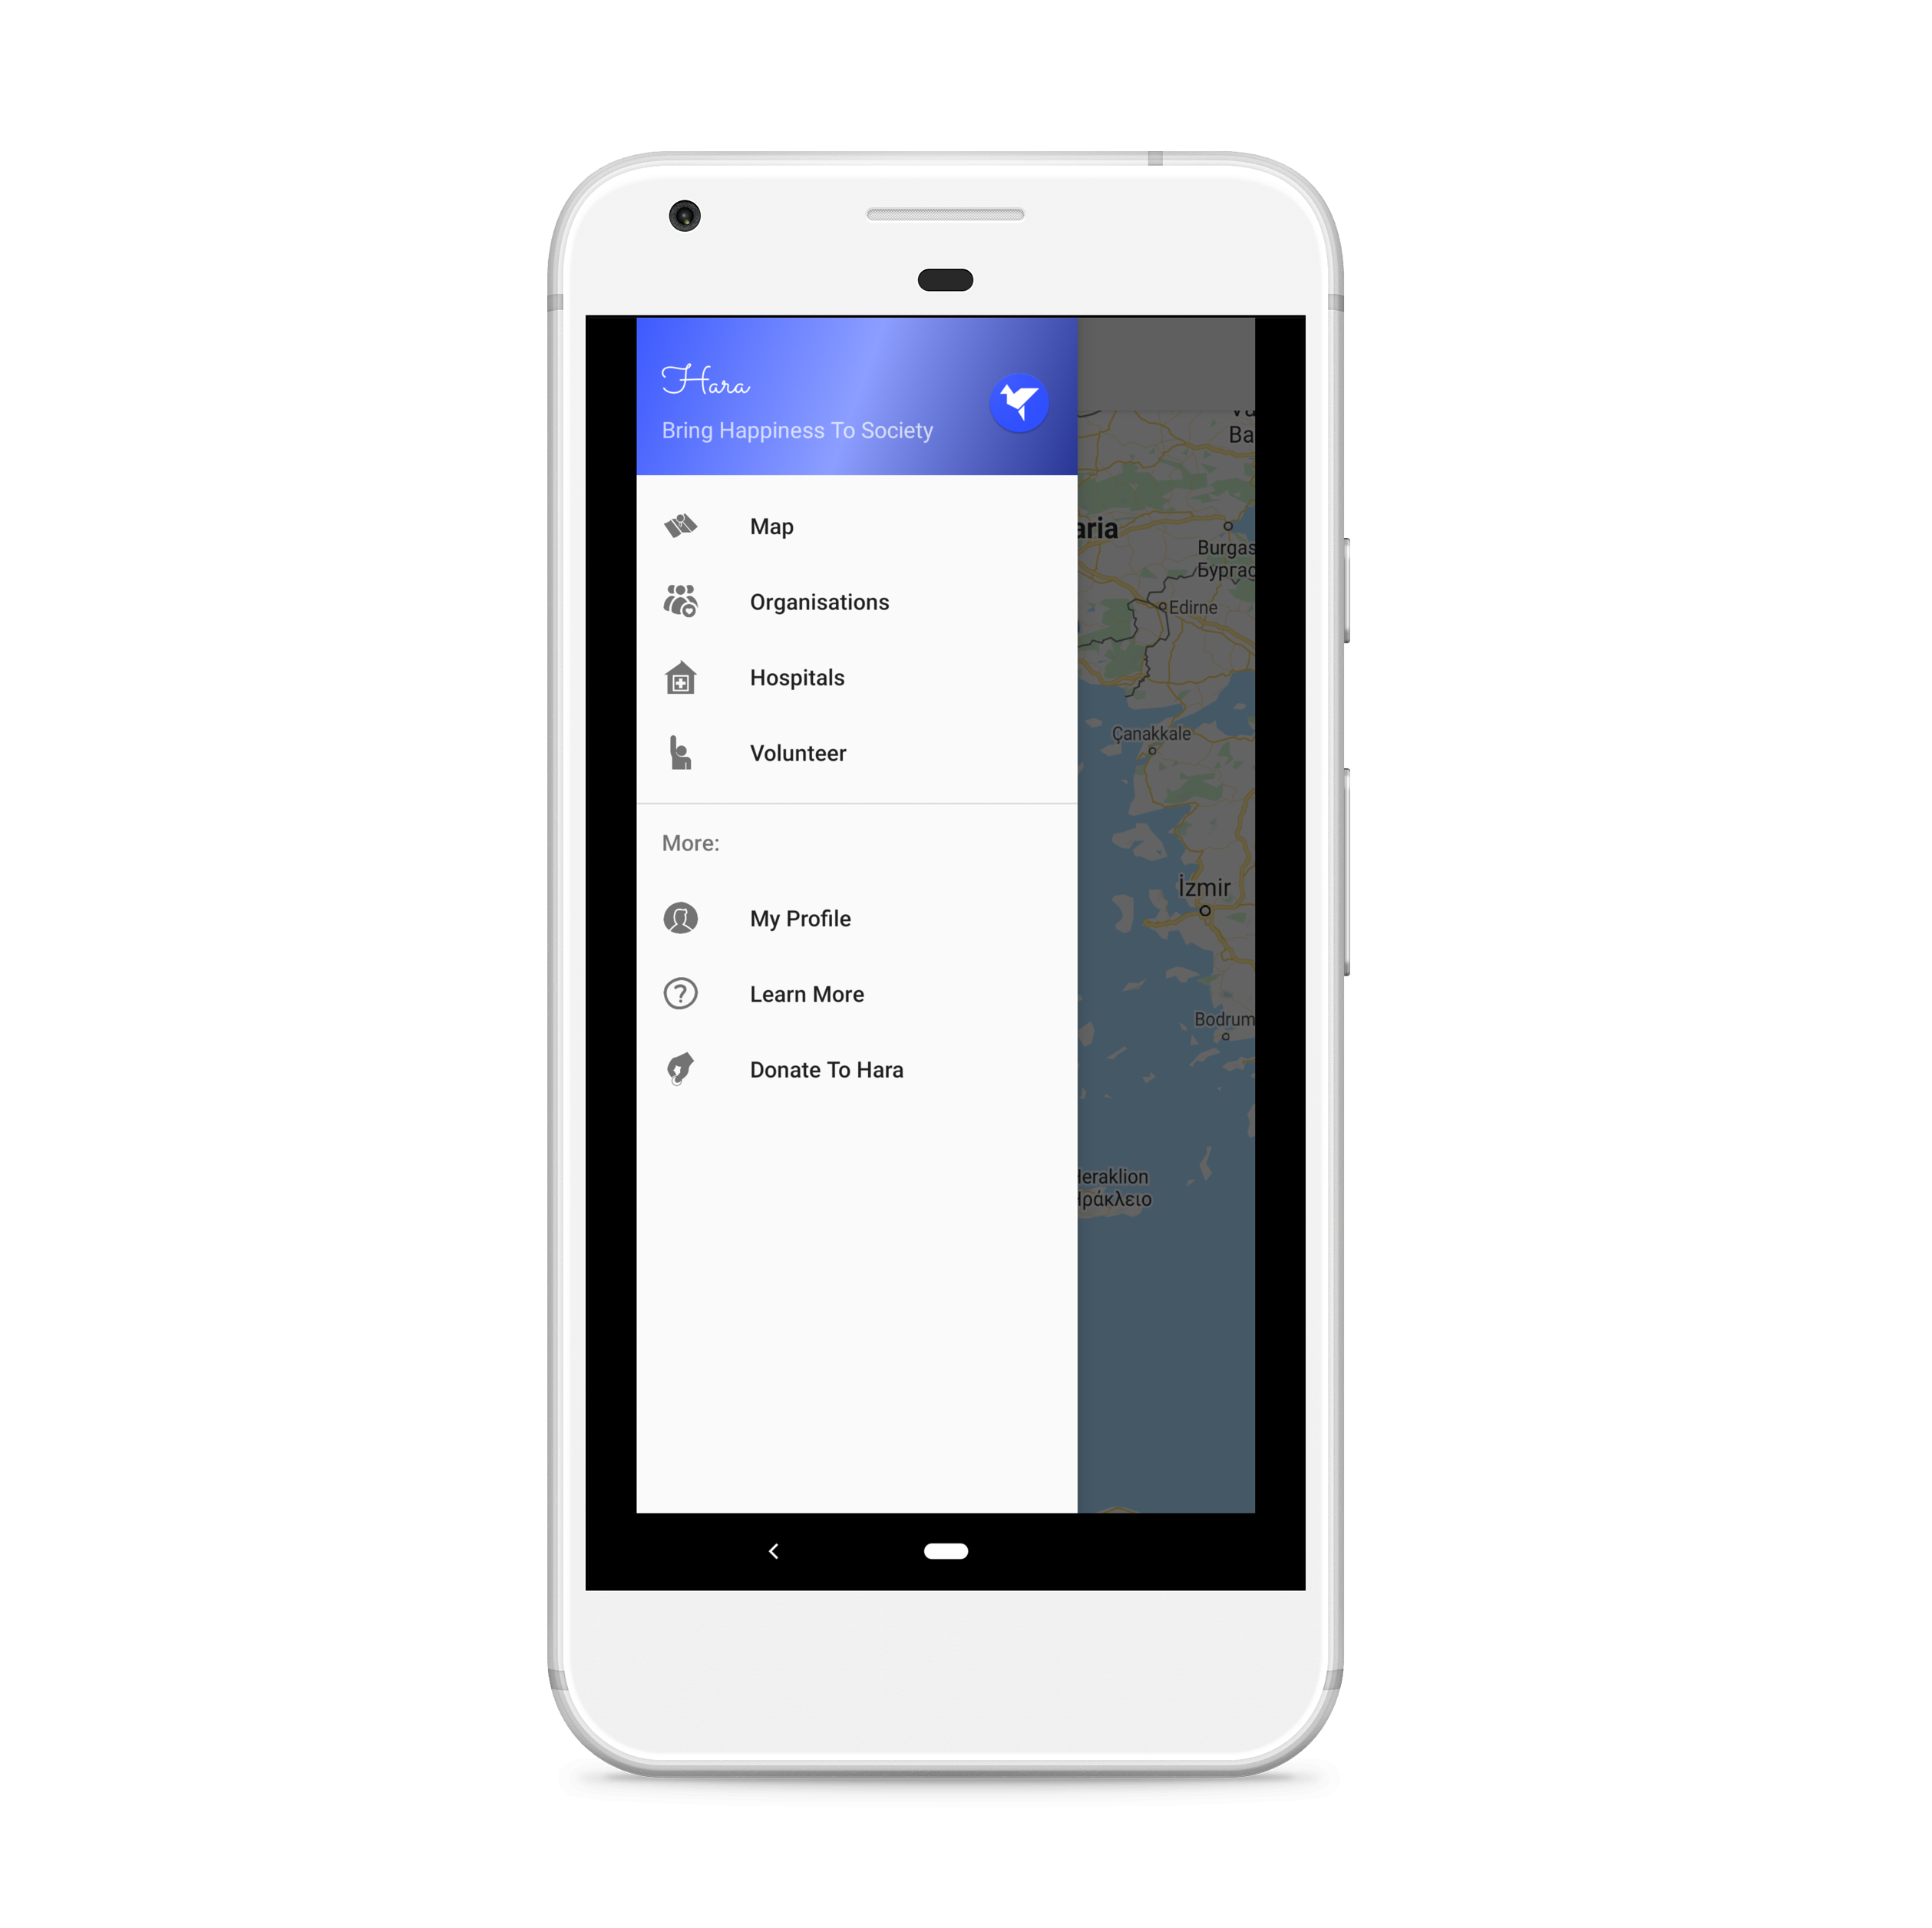 Hara
Bring Happiness To Society
Map
Organisations
Hospitals
Volunteer
More:
My Profile
Learn More
Donate To Hara
Ba
aria
Burgas
Бургас
Edirne
Çanakkale
İzmir
Bodrum
Heraklion
Ηράκλειο